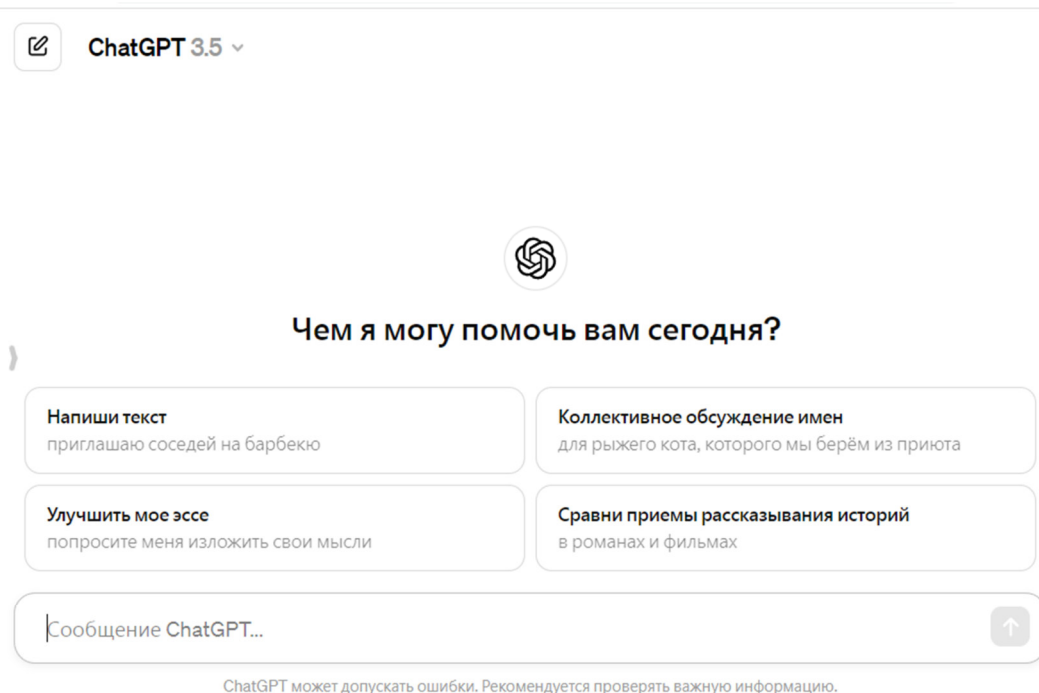 ChatGPT 3.5
Чем я могу помочь вам сегодня?
Напиши текст
приглашаю соседей на барбекю
Коллективное обсуждение имен
для рыжего кота, которого мы берём из приюта
Улучшить мое эссе
попросите меня изложить свои мысли
Сравни приемы рассказывания историй
в романах и фильмах
Сообщение ChatGPT...
ChatGPT может допускать ошибки. Рекомендуется проверять важную информацию.